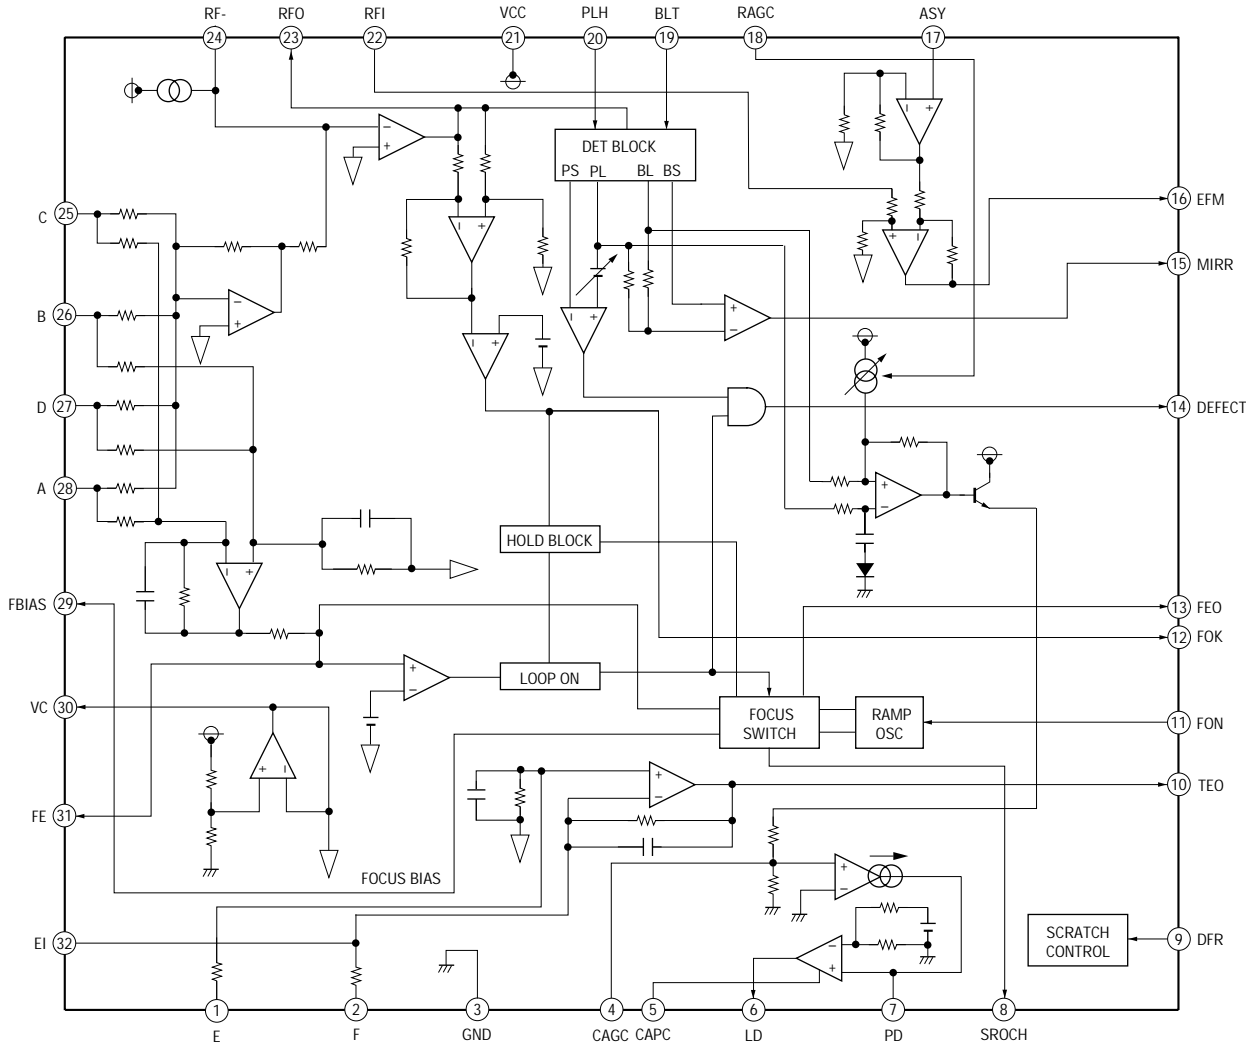 RF- RFO RFI VCC PLH BLT RAGC ASY
24 23 22 21 20 19 18 17
DET BLOCK
PS PL BL BS
C 25
16 EFM
15 MIRR
B 26
D 27
14 DEFECT
A 28
HOLD BLOCK
FBIAS 29
13 FEO
12 FOK
LOOP ON
VC 30
FOCUS
SWITCH
RAMP
OSC
11 FON
10 TEO
FE 31
FOCUS BIAS
EI 32
SCRATCH
CONTROL
9 DFR
1 2 3 4 5 6 7 8
E F GND CAGC CAPC LD PD SROCH